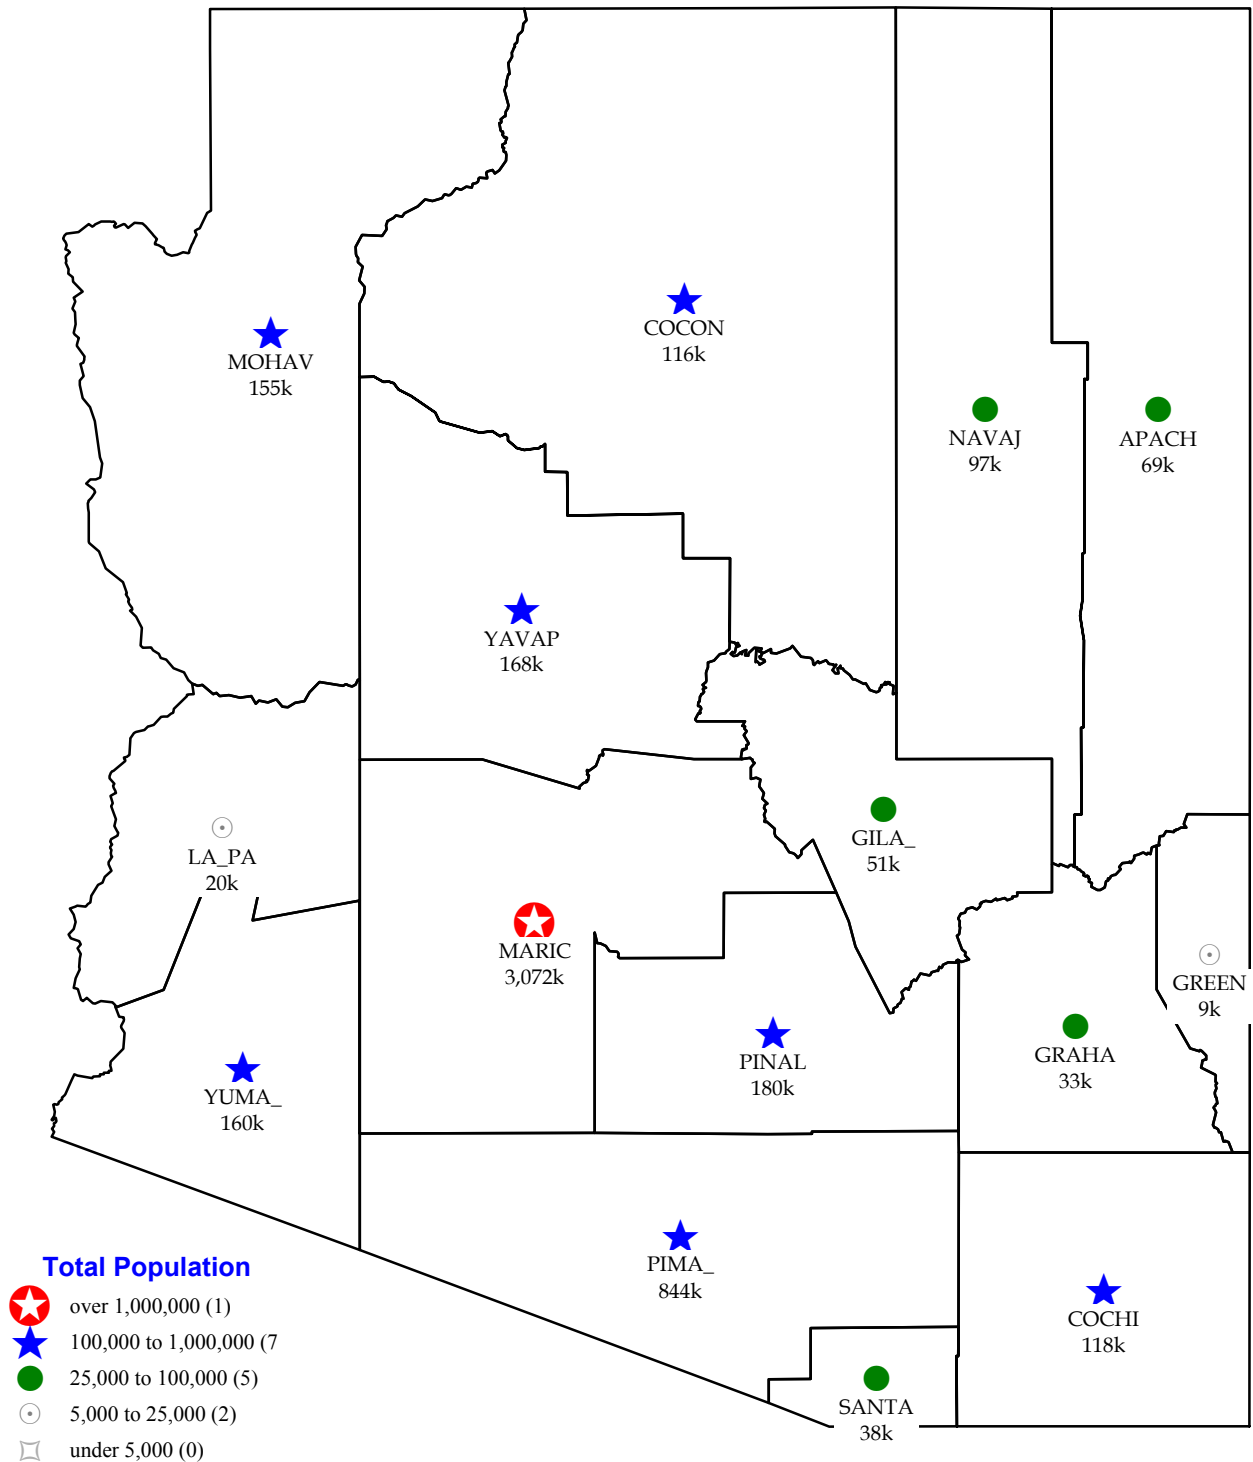 COCON
116k
MOHAV
155k
NAVAJ
97k
APACH
69k
YAVAP
168k
LA_PA
20k
GILA_
51k
MARIC
3,072k
GREEN
9k
PINAL
180k
GRAHA
33k
YUMA_
160k
PIMA_
844k
COCHI
118k
SANTA
38k
Total Population
over 1,000,000 (1)
100,000 to 1,000,000 (7
25,000 to 100,000 (5)
5,000 to 25,000 (2)
under 5,000 (0)